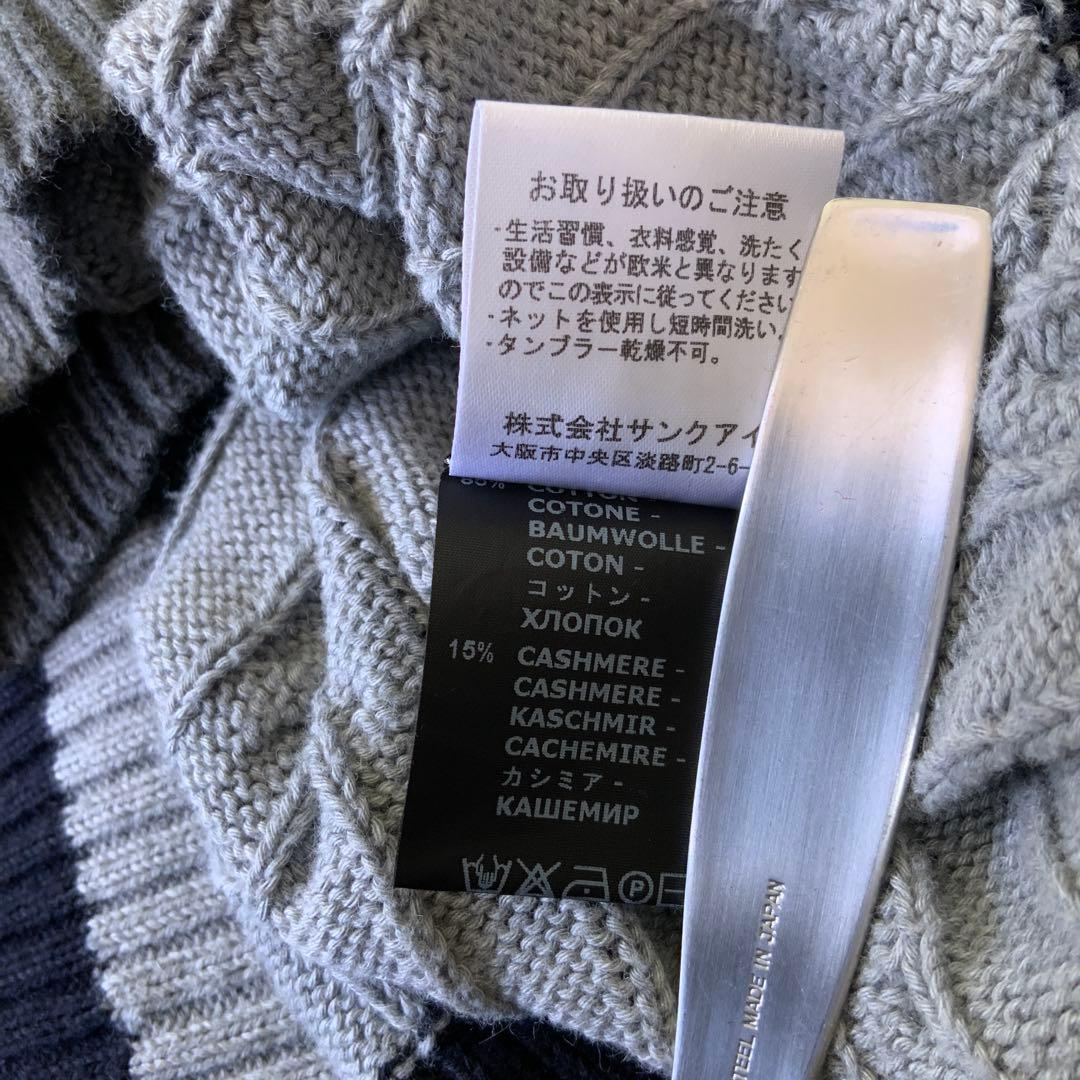 お取り扱いのご注意
・生活習慣、衣料感覚、洗たく
設備などが欧米と異なります
のでこの表示に従ってください
・ネットを使用し短時間洗い、
・タンブラー乾燥不可。
株式会社サンクアイ
大阪市中央区淡路町2-6-
COTTON -
COTONE -
BAUMWOLLE -
COTON -
コットン -
ХЛОПОК
15% CASHMERE -
CASHMERE -
KASCHMIR -
CACHEMIRE -
カシミア -
КАШЕМИР
P
STEEL MADE IN JAPAN